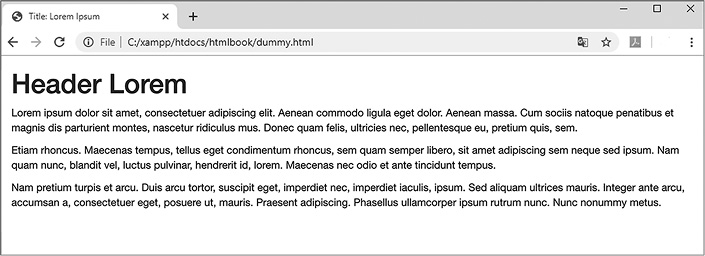 Title: Lorem Ipsum
File | C:/xampp/htdocs/htmlbook/dummy.html
Header Lorem
Lorem ipsum dolor sit amet, consectetuer adipiscing elit. Aenean commodo ligula eget dolor. Aenean massa. Cum sociis natoque penatibus et
magnis dis parturient montes, nascetur ridiculus mus. Donec quam felis, ultricies nec, pellentesque eu, pretium quis, sem.
Etiam rhoncus. Maecenas tempus, tellus eget condimentum rhoncus, sem quam semper libero, sit amet adipiscing sem neque sed ipsum. Nam
quam nunc, blandit vel, luctus pulvinar, hendrerit id, lorem. Maecenas nec odio et ante tincidunt tempus.
Nam pretium turpis et arcu. Duis arcu tortor, suscipit eget, imperdiet nec, imperdiet iaculis, ipsum. Sed aliquam ultrices mauris. Integer ante arcu,
accumsan a, consectetuer eget, posuere ut, mauris. Praesent adipiscing. Phasellus ullamcorper ipsum rutrum nunc. Nunc nonummy metus.